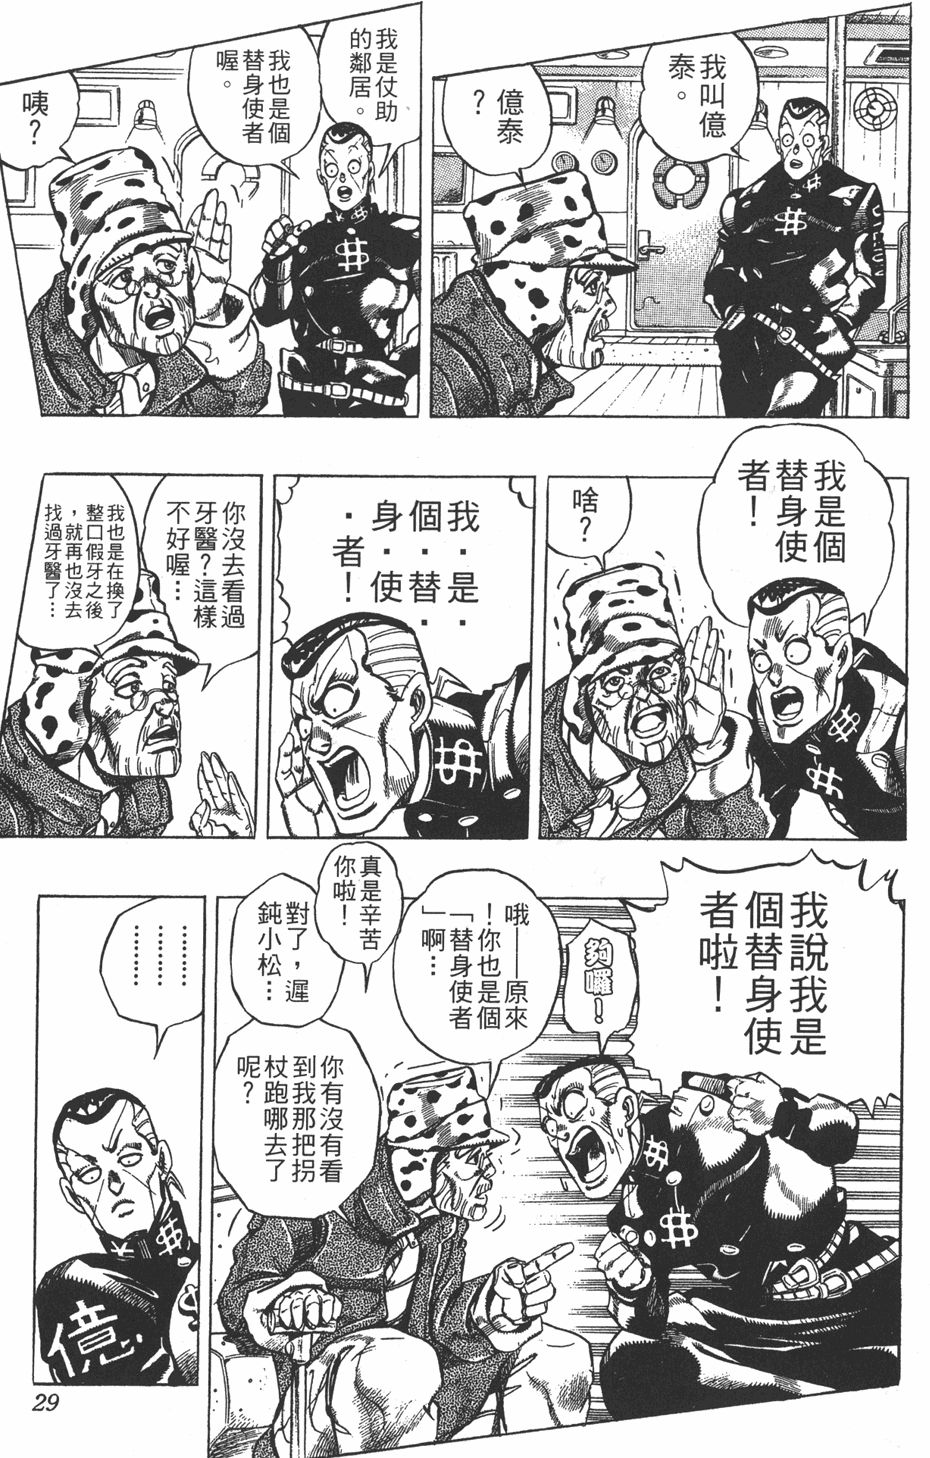 我叫億
泰。
億泰
？
我是仗助
的鄰居。
我也是個
替身使者
喔。
咦？
我是個
替身使
者！
啥？
我・是
個・替・
身・使
・者！
你沒去看過
牙醫？這樣
不好喔…
我也是在換了
整口假牙之後
，就再也沒去
找過牙醫了…
我說我是
個替身使
者啦！
夠囉！
哦——原來
！你也是個
「替身使者
」啊…
真是辛苦
你啦！
對了，遲
鈍小松…
你有沒有看
到我那把拐
杖跑哪去了
呢？
………
………
億
29